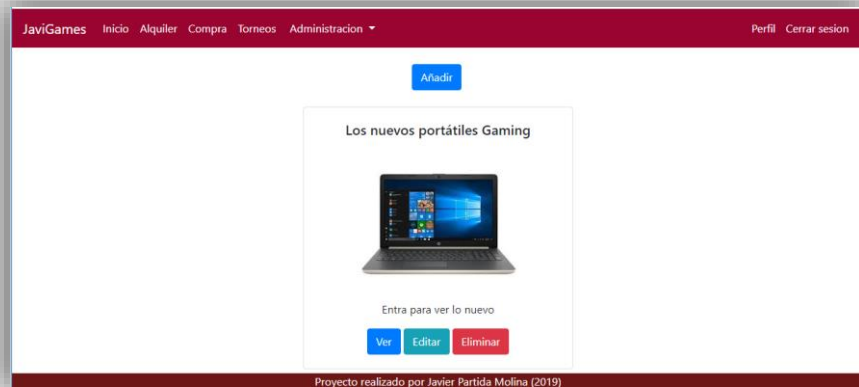 JaviGames Inicio Alquiler Compra Torneos Administracion Perfil Cerrar sesion
Añadir
Los nuevos portátiles Gaming
Entra para ver lo nuevo
Ver Editar Eliminar
Proyecto realizado por Javier Partida Molina (2019)